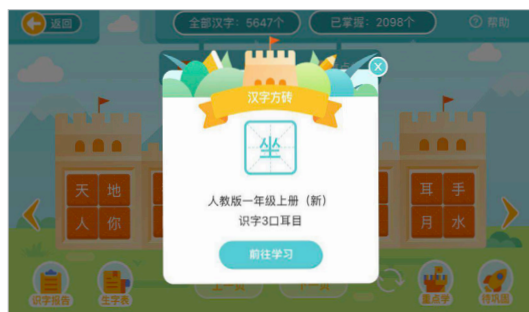 返回
全部汉字：5647个
已掌握：2098个
帮助
汉字方砖
坐
人教版一年级上册（新）
识字3口耳目
前往学习
天 地
人 你
耳 手
月 水
识字报告
生字表
重点学
待巩固